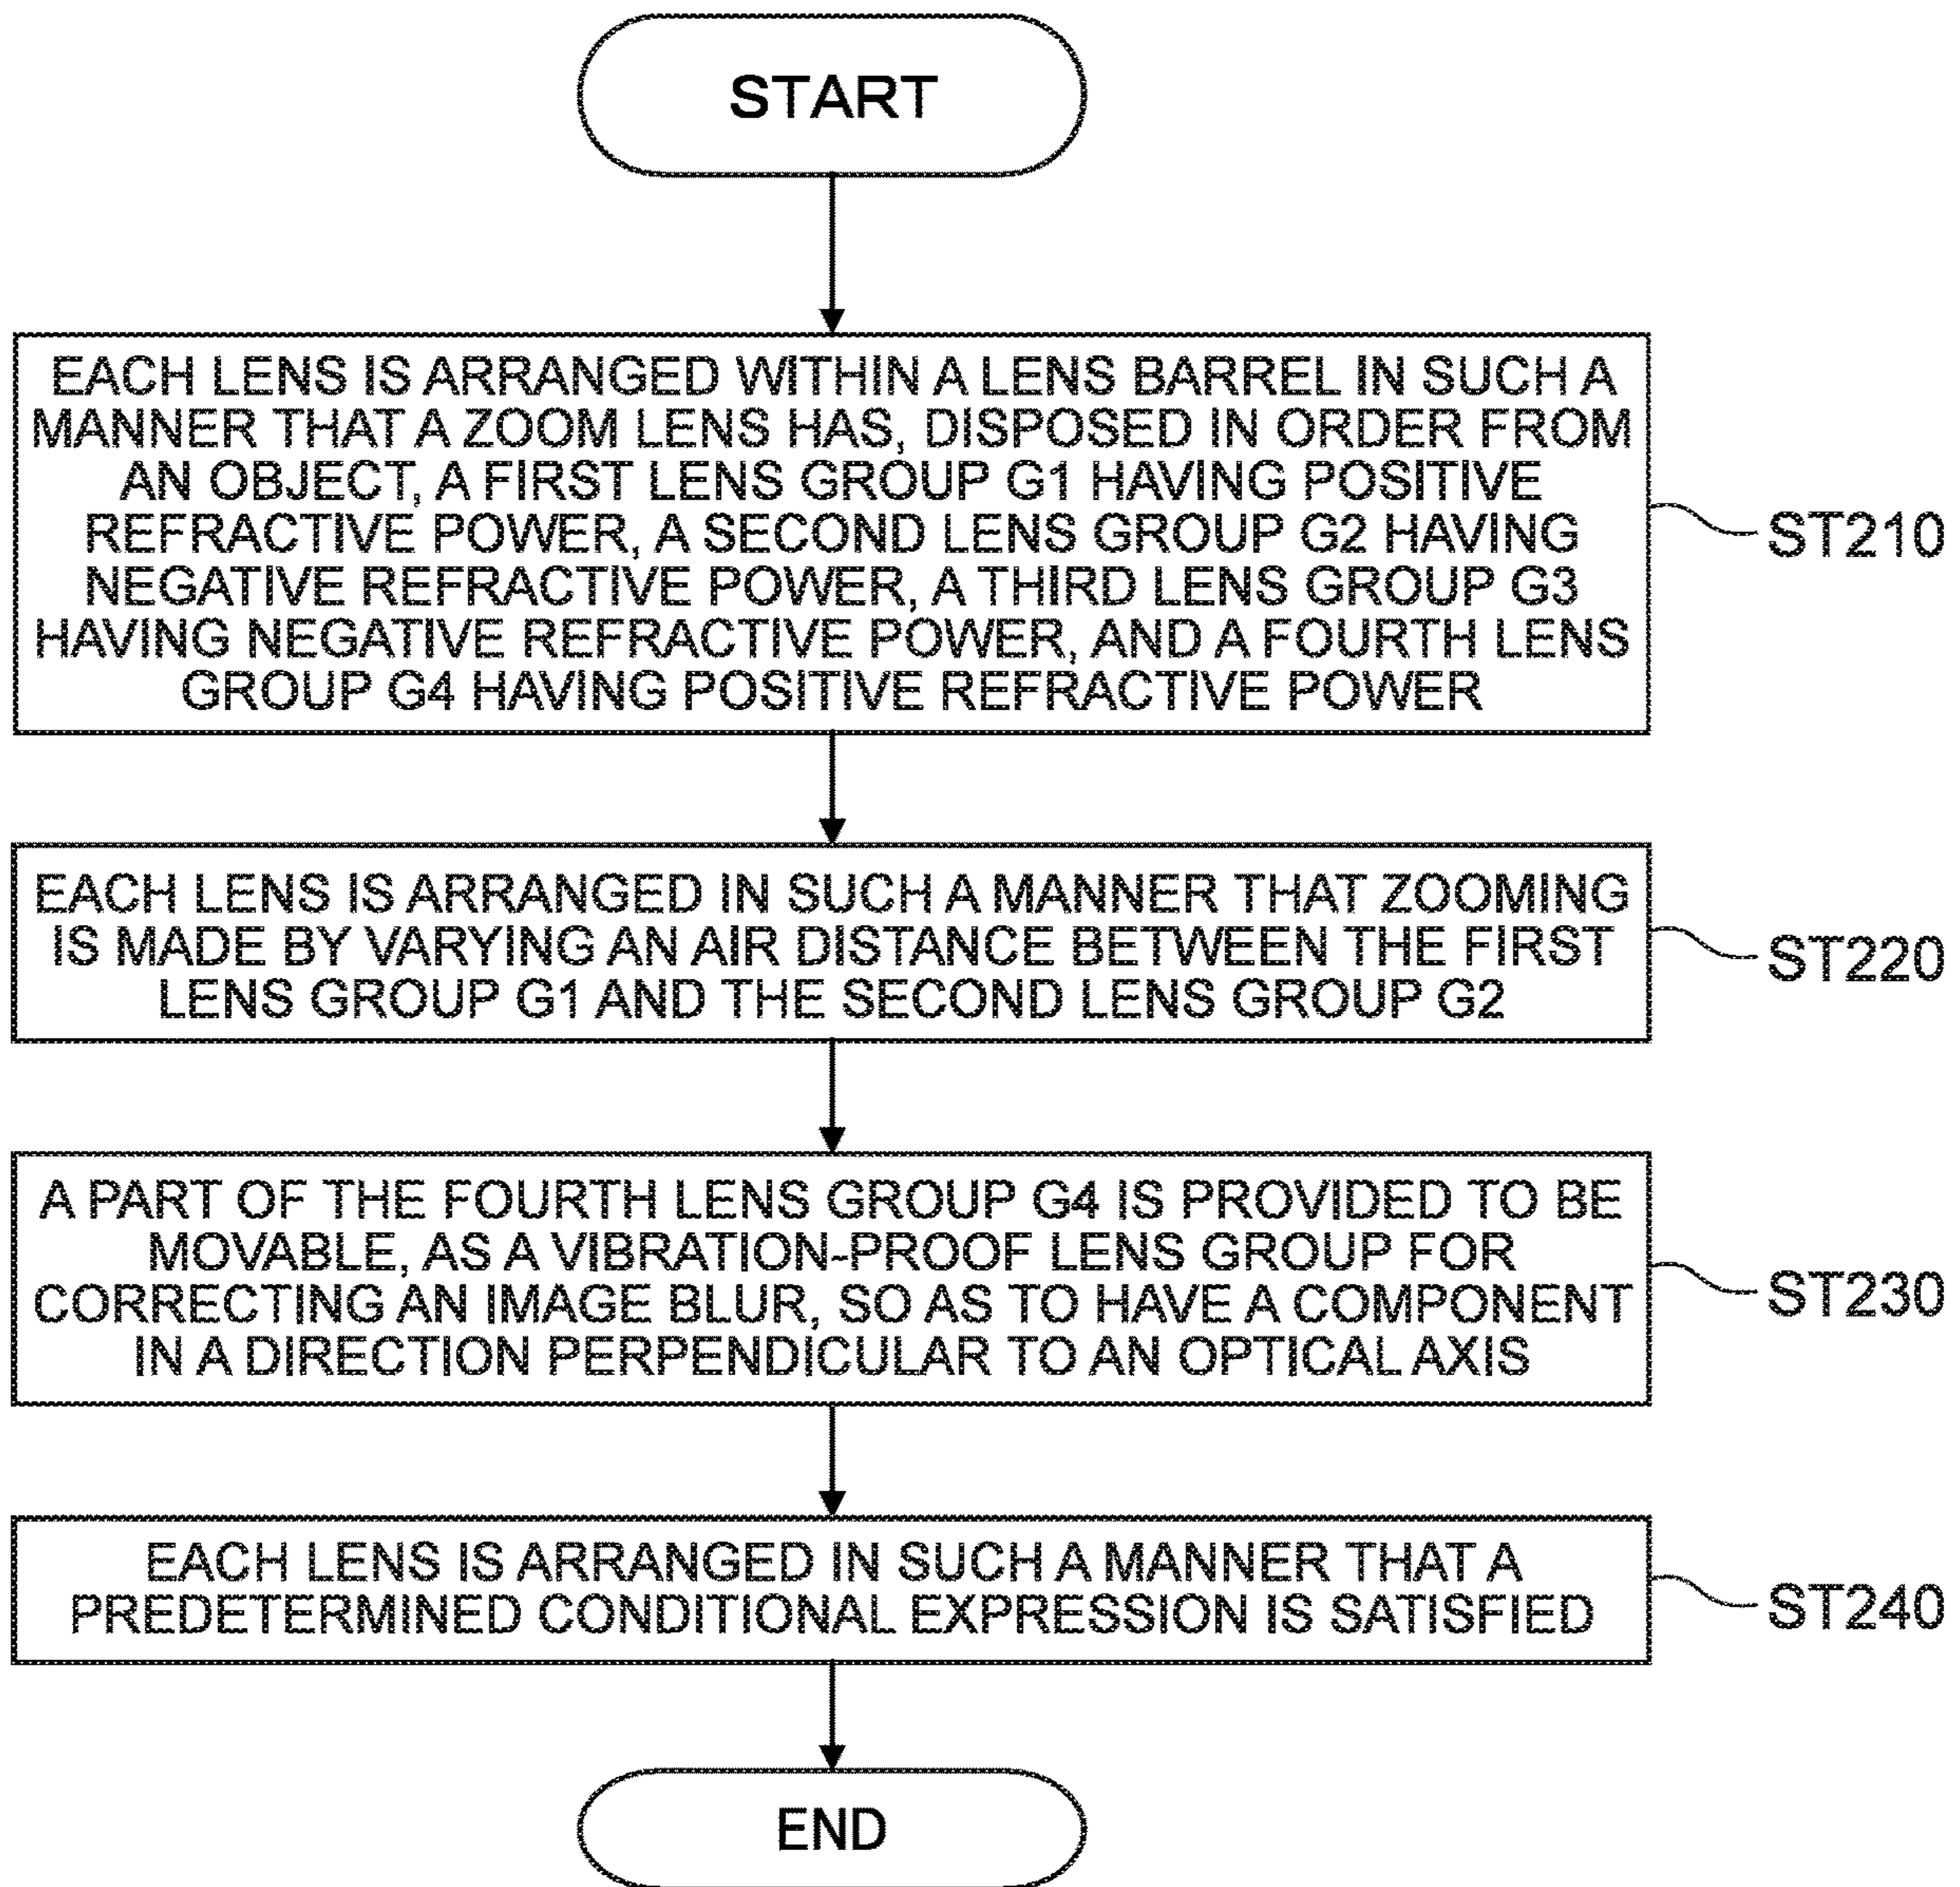 START
EACH LENS IS ARRANGED WITHIN A LENS BARREL IN SUCH A
MANNER THAT A ZOOM LENS HAS, DISPOSED IN ORDER FROM
AN OBJECT, A FIRST LENS GROUP G1 HAVING POSITIVE
REFRACTIVE POWER, A SECOND LENS GROUP G2 HAVING
NEGATIVE REFRACTIVE POWER, A THIRD LENS GROUP G3
HAVING NEGATIVE REFRACTIVE POWER, AND A FOURTH LENS
GROUP G4 HAVING POSITIVE REFRACTIVE POWER
ST210
EACH LENS IS ARRANGED IN SUCH A MANNER THAT ZOOMING
IS MADE BY VARYING AN AIR DISTANCE BETWEEN THE FIRST
LENS GROUP G1 AND THE SECOND LENS GROUP G2
ST220
A PART OF THE FOURTH LENS GROUP G4 IS PROVIDED TO BE
MOVABLE, AS A VIBRATION-PROOF LENS GROUP FOR
CORRECTING AN IMAGE BLUR, SO AS TO HAVE A COMPONENT
IN A DIRECTION PERPENDICULAR TO AN OPTICAL AXIS
ST230
EACH LENS IS ARRANGED IN SUCH A MANNER THAT A
PREDETERMINED CONDITIONAL EXPRESSION IS SATISFIED
ST240
END